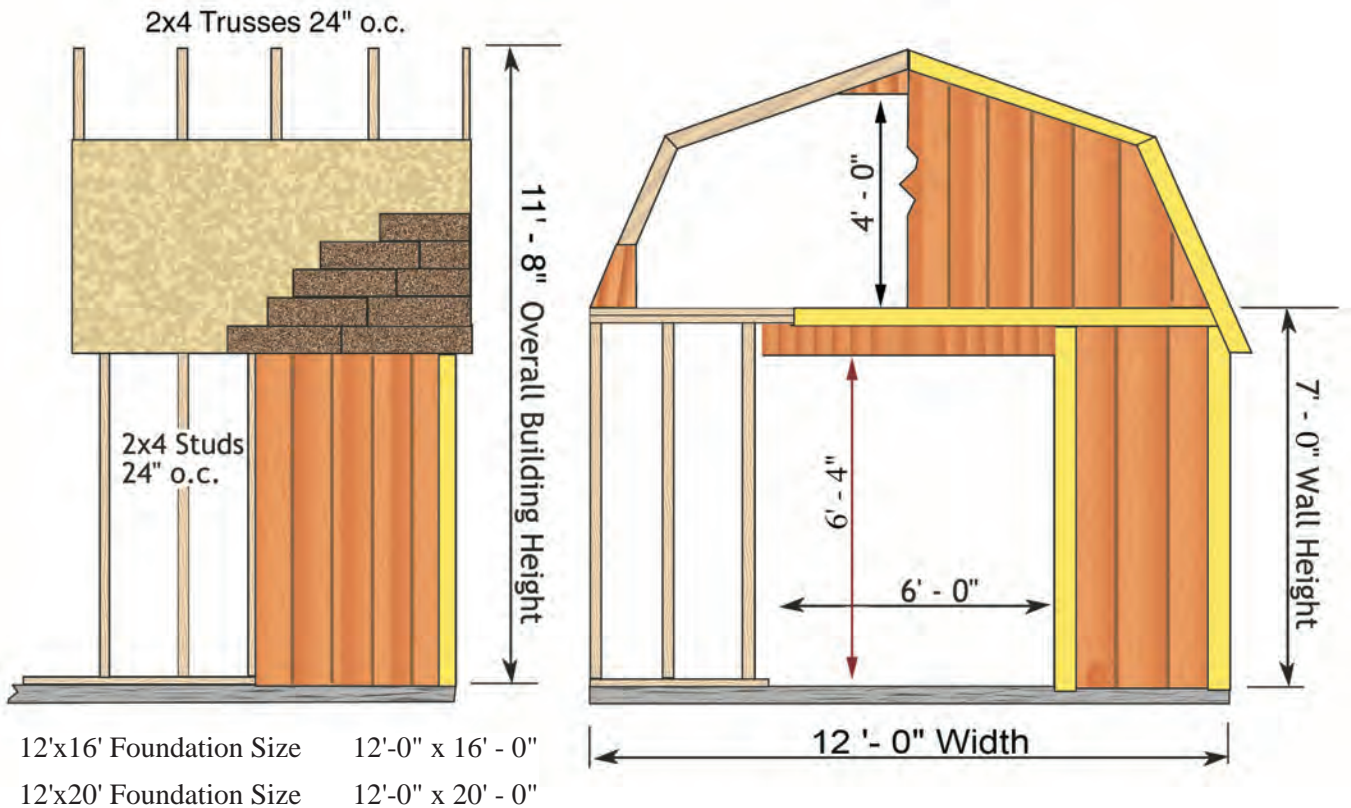 2x4 Trusses 24" o.c.
11' - 8" Overall Building Height
2x4 Studs
24" o.c.
4' - 0"
6' - 4"
6' - 0"
7' - 0" Wall Height
12 '- 0" Width
12'x16' Foundation Size 12'-0" x 16' - 0"
12'x20' Foundation Size 12'-0" x 20' - 0"